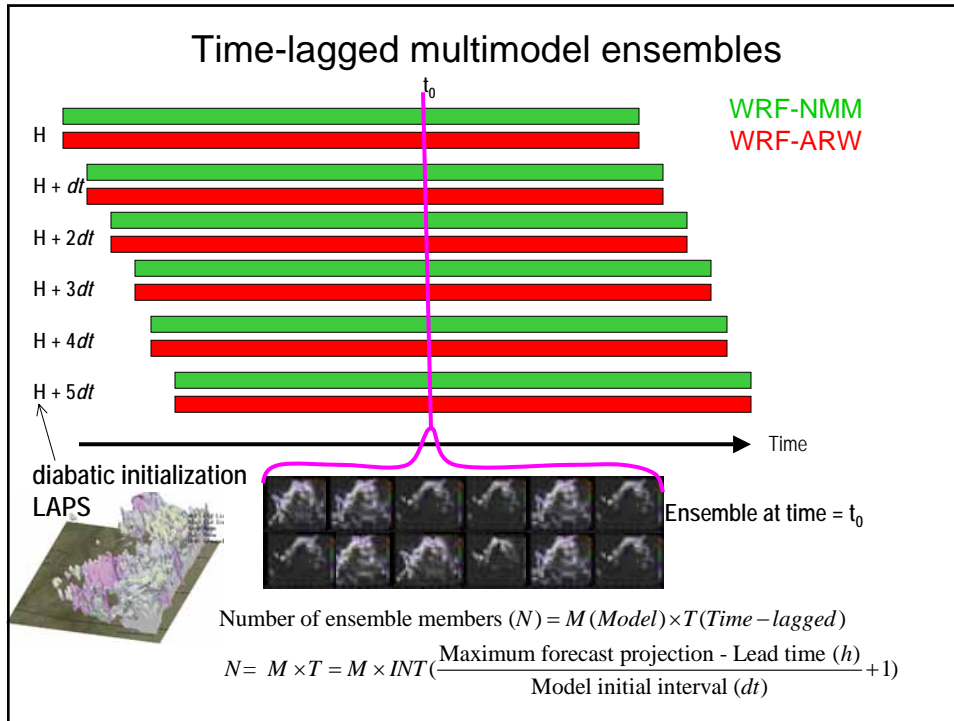 Time-lagged multimodel ensembles
t₀
WRF-NMM
WRF-ARW
H
H + dt
H + 2dt
H + 3dt
H + 4dt
H + 5dt
Time
diabatic initialization
LAPS
Ensemble at time = t₀
Number of ensemble members (N) = M (Model) × T (Time – lagged)
N = M × T = M × INT( (Maximum forecast projection - Lead time (h)) / (Model initial interval (dt)) + 1)